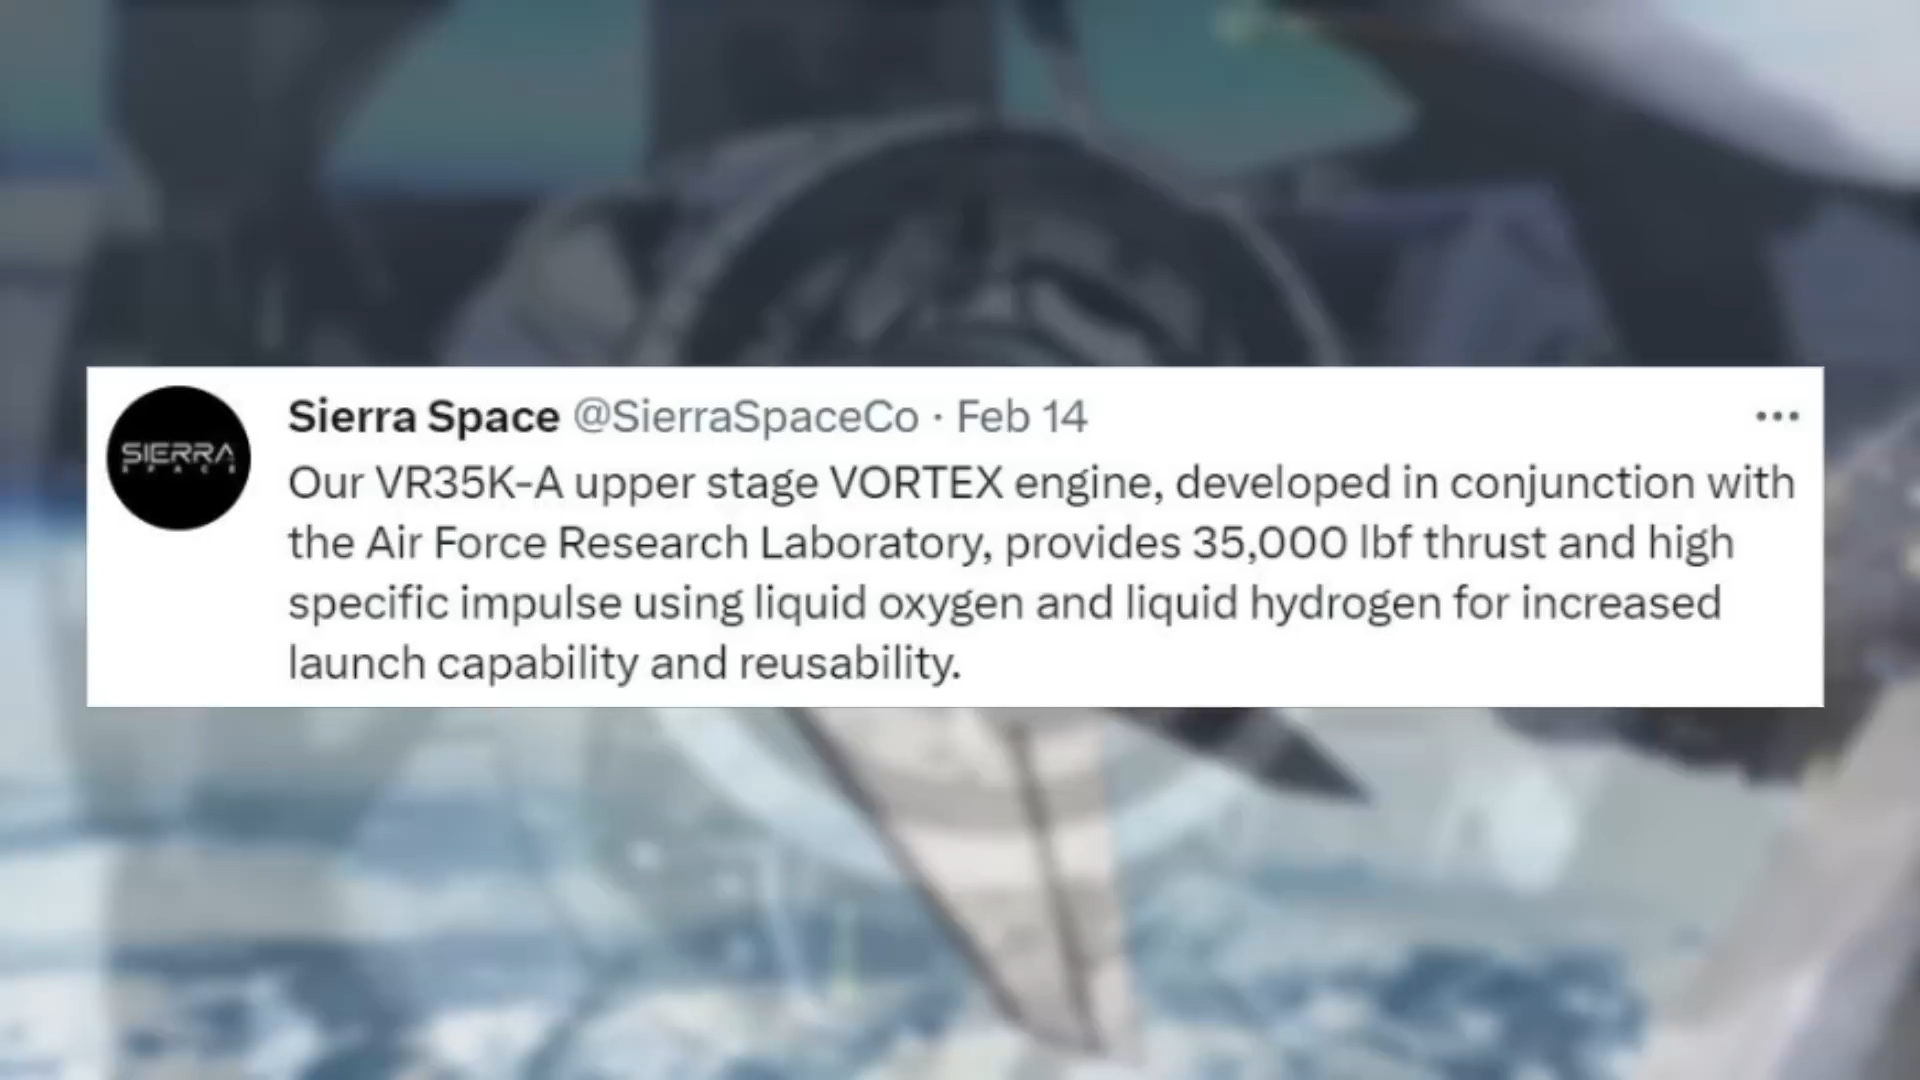 SIERRA
SPACE
Sierra Space @SierraSpaceCo · Feb 14
Our VR35K-A upper stage VORTEX engine, developed in conjunction with
the Air Force Research Laboratory, provides 35,000 lbf thrust and high
specific impulse using liquid oxygen and liquid hydrogen for increased
launch capability and reusability.